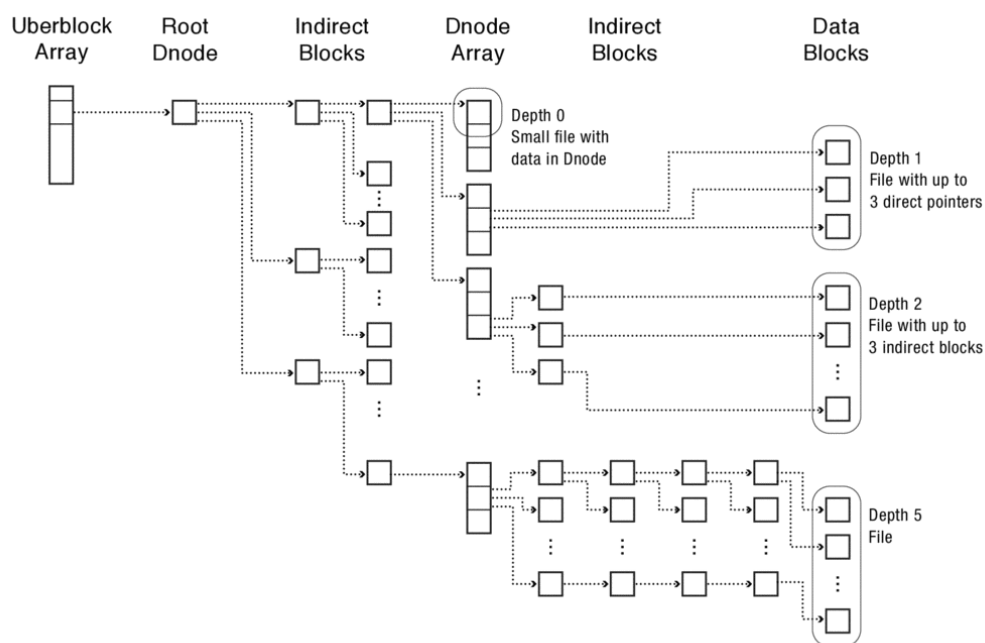 Uberblock
Array
Root
Dnode
Indirect
Blocks
Dnode
Array
Indirect
Blocks
Data
Blocks
Depth 0
Small file with
data in Dnode
Depth 1
File with up to
3 direct pointers
Depth 2
File with up to
3 indirect blocks
Depth 5
File